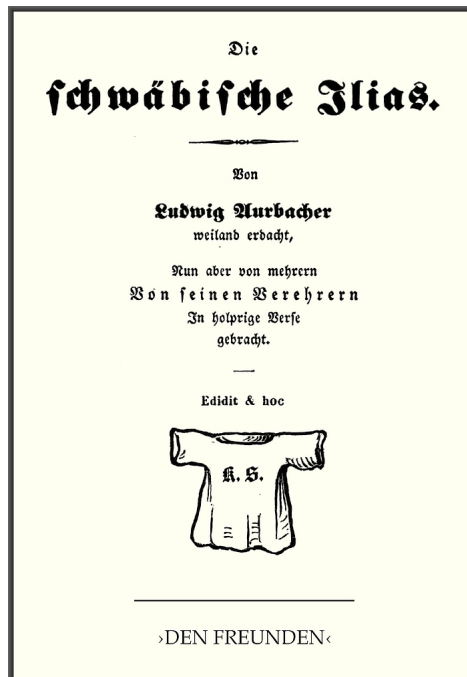 Die
schwäbische Ilias.
Von
Ludwig Aurbacher
weiland erdacht,
Nun aber von mehrern
Von seinen Verehrern
In holprige Verse
gebracht.
Edidit & hoc
K. S.
›DEN FREUNDEN‹